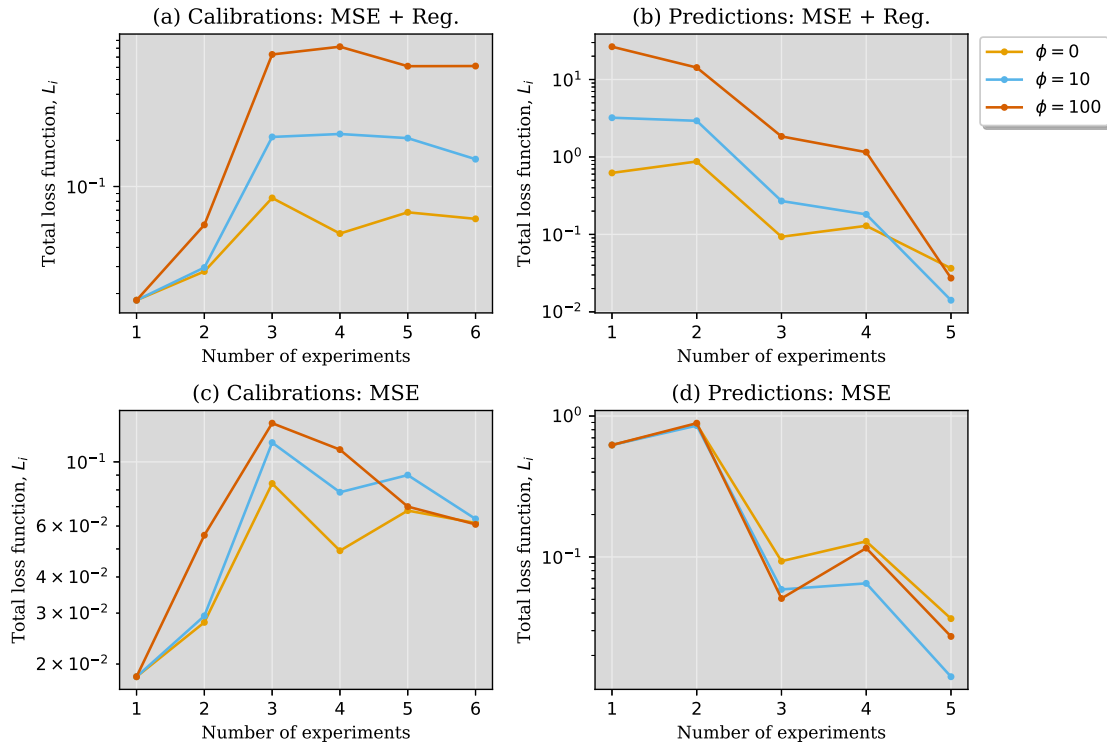 (a) Calibrations: MSE + Reg.
Total loss function, L_i
10⁻¹
1 2 3 4 5 6
Number of experiments
(b) Predictions: MSE + Reg.
Total loss function, L_i
10¹
10⁰
10⁻¹
10⁻²
1 2 3 4 5
Number of experiments
ϕ = 0
ϕ = 10
ϕ = 100
(c) Calibrations: MSE
Total loss function, L_i
10⁻¹
6 × 10⁻²
4 × 10⁻²
3 × 10⁻²
2 × 10⁻²
1 2 3 4 5 6
Number of experiments
(d) Predictions: MSE
Total loss function, L_i
10⁰
10⁻¹
1 2 3 4 5
Number of experiments